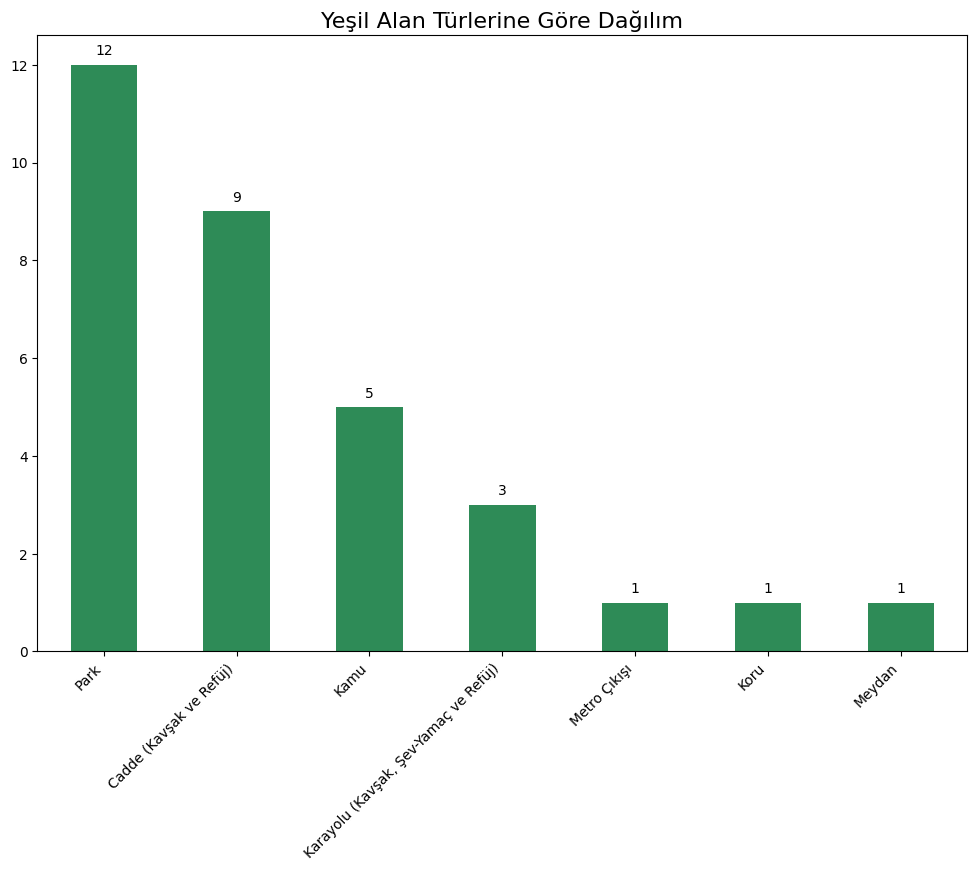 Yeşil Alan Türlerine Göre Dağılım
12
10
8
6
4
2
0
12
9
5
3
1
1
1
Park
Cadde (Kavşak ve Refüj)
Kamu
Karayolu (Kavşak, Şev-Yamaç ve Refüj)
Metro Çıkışı
Koru
Meydan